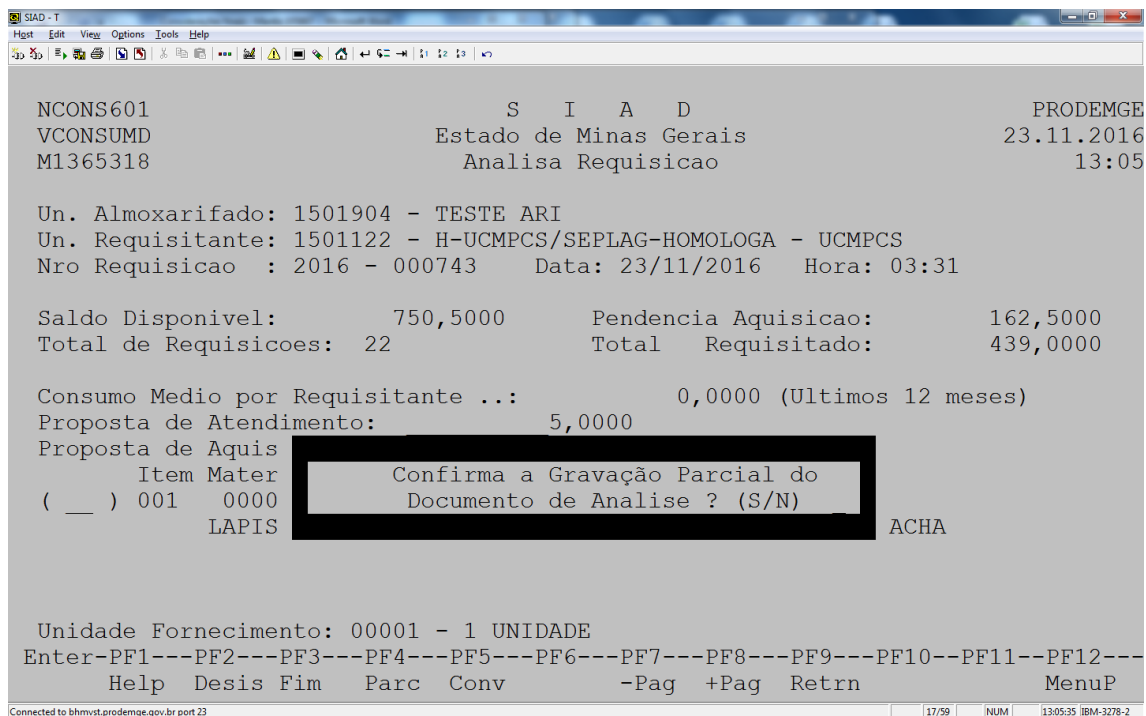 SIAD - T
Host Edit View Options Tools Help
NCONS601 S I A D PRODEMGE
VCONSUMD Estado de Minas Gerais 23.11.2016
M1365318 Analisa Requisicao 13:05
Un. Almoxarifado: 1501904 - TESTE ARI
Un. Requisitante: 1501122 - H-UCMPCS/SEPLAG-HOMOLOGA - UCMPCS
Nro Requisicao : 2016 - 000743 Data: 23/11/2016 Hora: 03:31
Saldo Disponivel: 750,5000 Pendencia Aquisicao: 162,5000
Total de Requisicoes: 22 Total Requisitado: 439,0000
Consumo Medio por Requisitante ..: 0,0000 (Ultimos 12 meses)
Proposta de Atendimento: 5,0000
Proposta de Aquis
Item Mater Confirma a Gravação Parcial do
( __ ) 001 0000 Documento de Analise ? (S/N) _
LAPIS ACHA
Unidade Fornecimento: 00001 - 1 UNIDADE
Enter-PF1---PF2---PF3---PF4---PF5---PF6---PF7---PF8---PF9---PF10--PF11--PF12---
Help Desis Fim Parc Conv -Pag +Pag Retrn MenuP
Connected to bhmvst.prodemge.gov.br port 23 17/59 NUM 13:05:35 IBM-3278-2